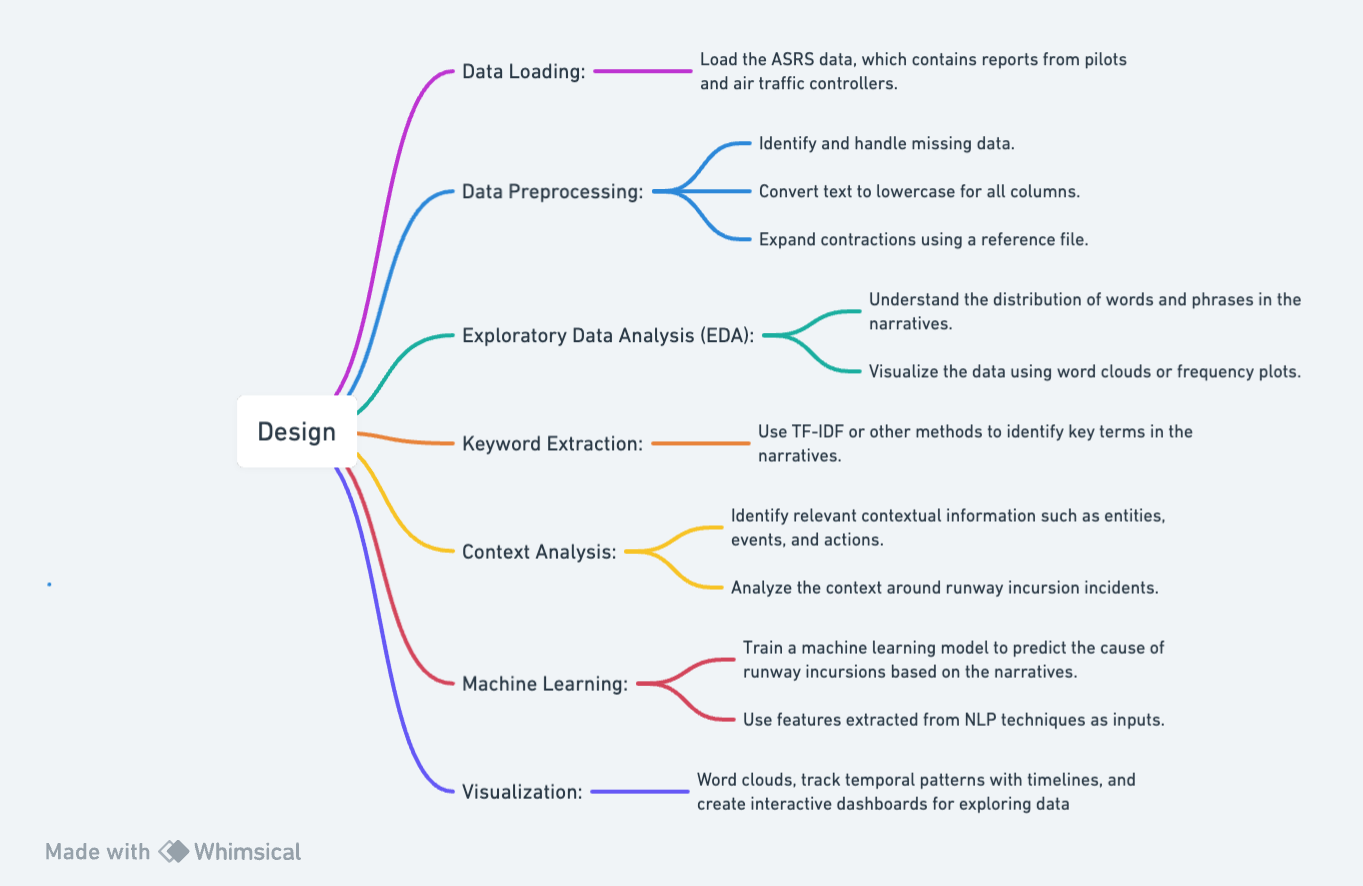 Data Loading:
Load the ASRS data, which contains reports from pilots
and air traffic controllers.
Data Preprocessing:
Identify and handle missing data.
Convert text to lowercase for all columns.
Expand contractions using a reference file.
Exploratory Data Analysis (EDA):
Understand the distribution of words and phrases in the
narratives.
Visualize the data using word clouds or frequency plots.
Design
Keyword Extraction:
Use TF-IDF or other methods to identify key terms in the
narratives.
Context Analysis:
Identify relevant contextual information such as entities,
events, and actions.
Analyze the context around runway incursion incidents.
Machine Learning:
Train a machine learning model to predict the cause of
runway incursions based on the narratives.
Use features extracted from NLP techniques as inputs.
Visualization:
Word clouds, track temporal patterns with timelines, and
create interactive dashboards for exploring data
Made with Whimsical